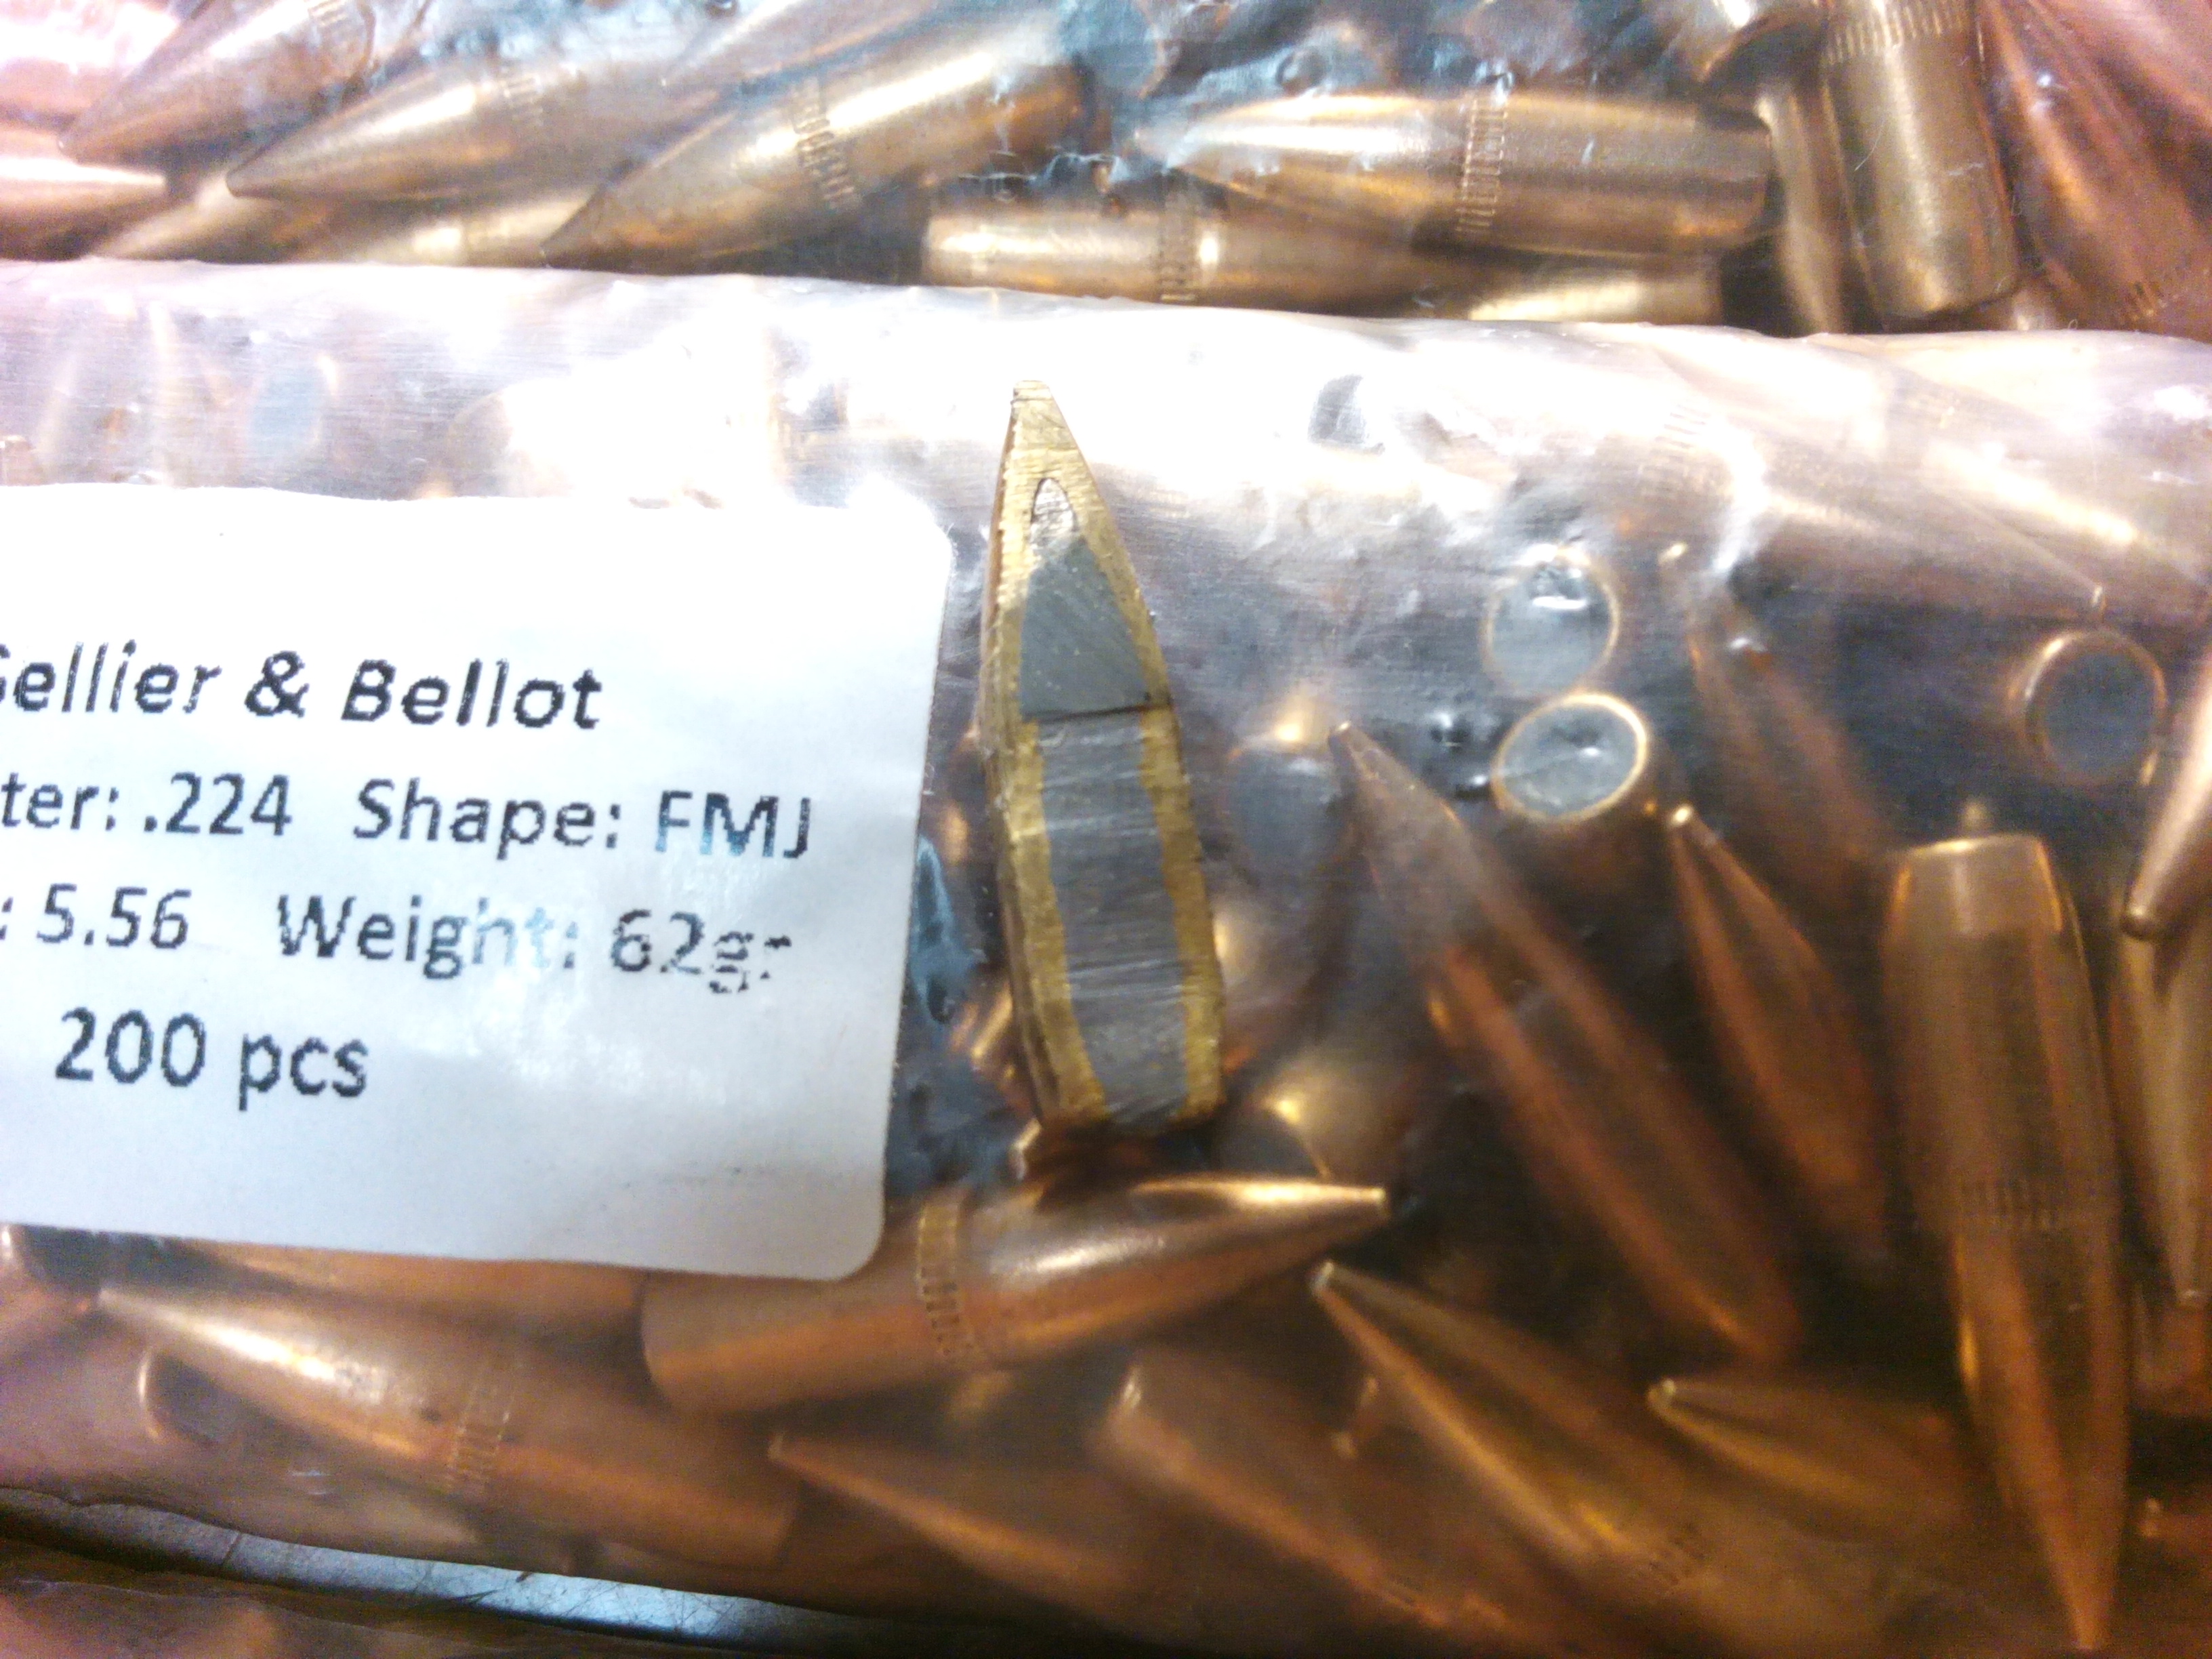 Sellier & Bellot
ter: .224 Shape: FMJ
: 5.56 Weight: 62gr
200 pcs